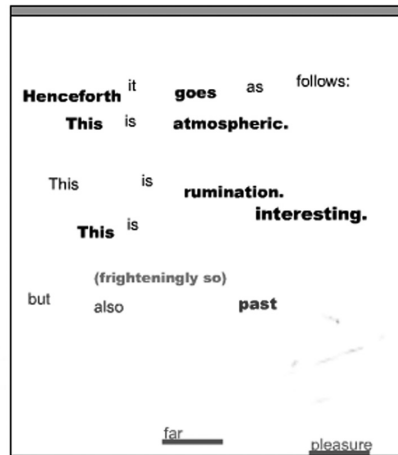 Henceforth it goes as follows:
This is atmospheric.
This is rumination.
This is interesting.
(frighteningly so)
but also past
far
pleasure